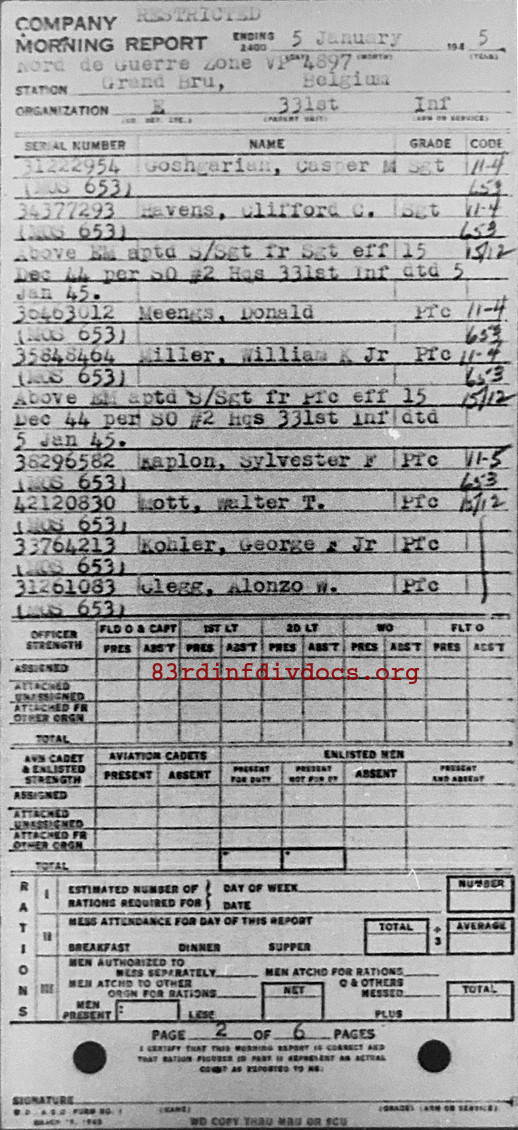 RESTRICTED
COMPANY
MORNING REPORT ENDING 2400 5 January 194 5
Nord de Guerre Zone VP 4897
STATION Grand Bru, Belgium
ORGANIZATION E 331st Inf
SERIAL NUMBER NAME GRADE CODE
31222954 Goshgarian, Casper M Sgt 11-4
(MOS 653) 653
34377293 Havens, Clifford C. Sgt 11-4
(MOS 653) 653
Above EM aptd S/Sgt fr Sgt eff 15 15/12
Dec 44 per SO #2 Hqs 331st Inf dtd 5
Jan 45.
36463012 Meengs, Donald Pfc 11-4
(MOS 653) 653
35848464 Miller, William K Jr Pfc 11-4
(MOS 653) 653
Above EM aptd S/Sgt fr Pfc eff 15 15/12
Dec 44 per SO #2 Hqs 331st Inf dtd
5 Jan 45.
38296582 Kaplon, Sylvester F Pfc 11-5
(MOS 653) 653
42120830 Mott, Walter T. Pfc 15/12
(MOS 653)
33764213 Kohler, George F Jr Pfc
(MOS 653)
31261083 Clegg, Alonzo W. Pfc
(MOS 653)
OFFICER STRENGTH FLD O & CAPT 1ST LT 2D LT WO FLT O
PRES ABS'T PRES ABS'T PRES ABS'T PRES ABS'T PRES ABS'T
ASSIGNED
83rdinfdivdocs.org
ATTACHED UNASSIGNED
ATTACHED FR OTHER ORGN
TOTAL
AVN CADET & ENLISTED STRENGTH AVIATION CADETS ENLISTED MEN
PRESENT ABSENT PRESENT FOR DUTY PRESENT NOT FOR DY ABSENT PRESENT AND ABSENT
ASSIGNED
ATTACHED UNASSIGNED
ATTACHED FR OTHER ORGN
TOTAL
RATIONS
I ESTIMATED NUMBER OF RATIONS REQUIRED FOR DAY OF WEEK DATE NUMBER
II MESS ATTENDANCE FOR DAY OF THIS REPORT TOTAL ÷ 3 AVERAGE
BREAKFAST DINNER SUPPER
III MEN AUTHORIZED TO MESS SEPARATELY MEN ATCHD FOR RATIONS
MEN ATCHD TO OTHER ORGN FOR RATIONS NET O & OTHERS MESSED TOTAL
MEN PRESENT LESS PLUS
PAGE 2 OF 6 PAGES
I CERTIFY THAT THIS MORNING REPORT IS CORRECT AND
THAT RATION FIGURES IN PART III REPRESENT AN ACTUAL
COUNT AS REPORTED TO ME.
SIGNATURE
(NAME) (GRADE) (ARM OR SERVICE)
W.D. A.G.O. FORM NO. 1
WD COPY THRU MRU OR SCU